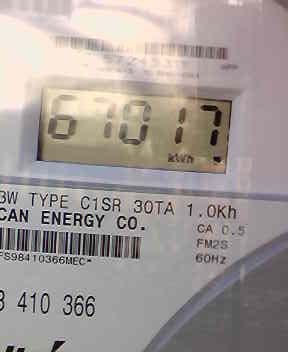 67017
kWh
3W TYPE C1SR 30TA 1.0Kh
CAN ENERGY CO.
CA 0.5
FM2S
60Hz
FS98410366MEC*
3 410 366